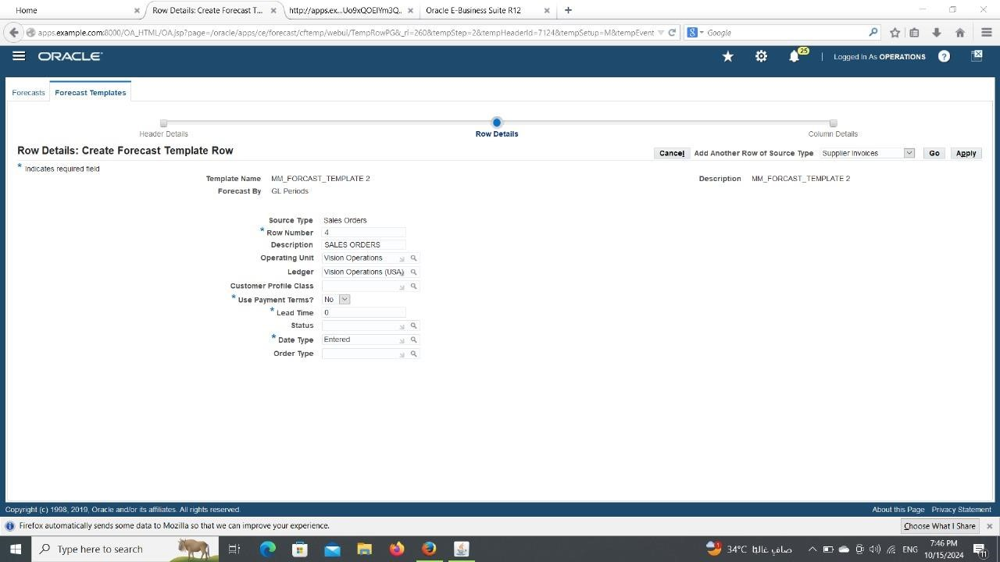 Home
Row Details: Create Forecast T...
http://apps.ex...Uo9xQOElYm3Q..
Oracle E-Business Suite R12
apps.example.com:8000/OA_HTML/OA.jsp?page=/oracle/apps/ce/forecast/cftemp/webui/TempRowPG&_ri=260&tempStep=2&tempHeaderId=7124&tempSetup=M&tempEvent
Google
ORACLE
25
Logged In As OPERATIONS
Forecasts
Forecast Templates
Header Details
Row Details
Column Details
Row Details: Create Forecast Template Row
Cancel Add Another Row of Source Type Supplier Invoices Go Apply
* Indicates required field
Template Name MM_FORCAST_TEMPLATE 2
Description MM_FORCAST_TEMPLATE 2
Forecast By GL Periods
Source Type Sales Orders
* Row Number 4
Description SALES ORDERS
Operating Unit Vision Operations
Ledger Vision Operations (USA)
Customer Profile Class
* Use Payment Terms? No
* Lead Time 0
Status
* Date Type Entered
Order Type
Copyright (c) 1998, 2019, Oracle and/or its affiliates. All rights reserved.
About this Page Privacy Statement
Firefox automatically sends some data to Mozilla so that we can improve your experience.
Choose What I Share
Type here to search
1
34°C صافٍ غالبًا
ENG
7:46 PM
10/15/2024
11